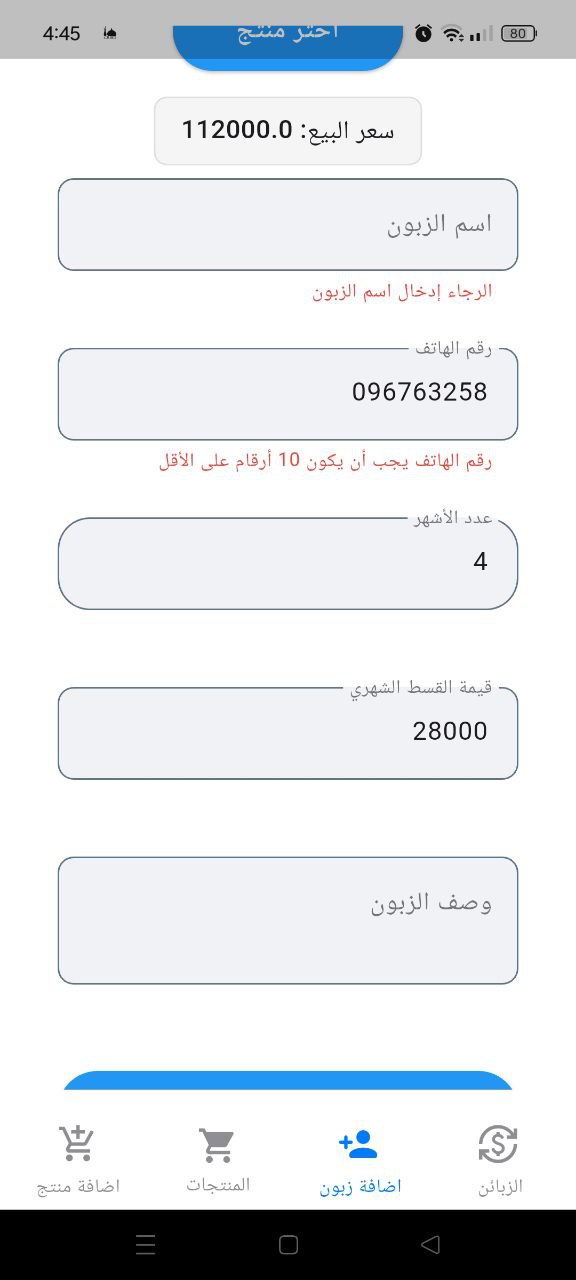 4:45
80
اختر منتج
سعر البيع: 112000.0
اسم الزبون
الرجاء إدخال اسم الزبون
رقم الهاتف
096763258
رقم الهاتف يجب أن يكون 10 أرقام على الأقل
عدد الأشهر
4
قيمة القسط الشهري
28000
وصف الزبون
الزبائن
اضافة زبون
المنتجات
اضافة منتج